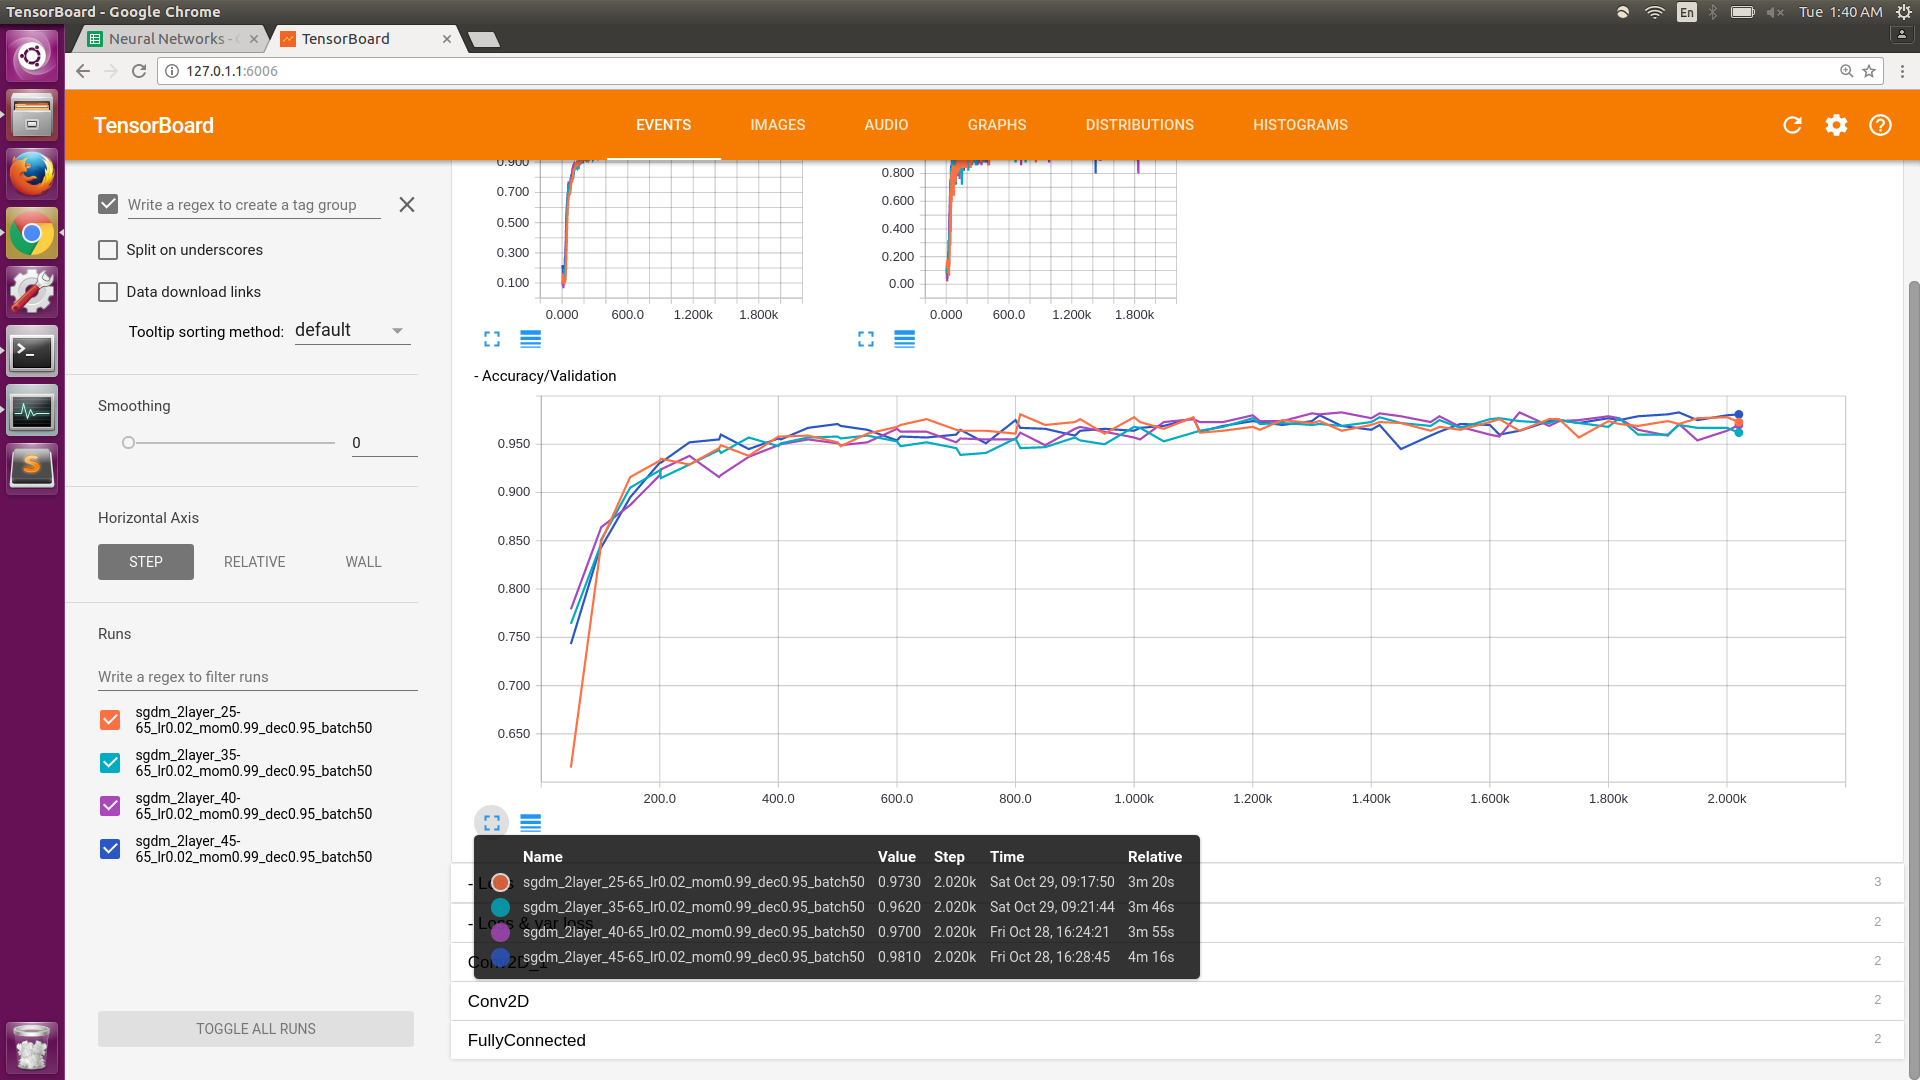 TensorBoard - Google Chrome
En
Tue 1:40 AM
Neural Networks -
TensorBoard
127.0.1.1:6006
TensorBoard
EVENTS
IMAGES
AUDIO
GRAPHS
DISTRIBUTIONS
HISTOGRAMS
Write a regex to create a tag group
Split on underscores
Data download links
Tooltip sorting method: default
Smoothing
0
Horizontal Axis
STEP
RELATIVE
WALL
Runs
Write a regex to filter runs
sgdm_2layer_25-
65_lr0.02_mom0.99_dec0.95_batch50
sgdm_2layer_35-
65_lr0.02_mom0.99_dec0.95_batch50
sgdm_2layer_40-
65_lr0.02_mom0.99_dec0.95_batch50
sgdm_2layer_45-
65_lr0.02_mom0.99_dec0.95_batch50
TOGGLE ALL RUNS
0.900
0.700
0.500
0.300
0.100
0.000 600.0 1.200k 1.800k
0.800
0.600
0.400
0.200
0.00
0.000 600.0 1.200k 1.800k
- Accuracy/Validation
0.950
0.900
0.850
0.800
0.750
0.700
0.650
200.0 400.0 600.0 800.0 1.000k 1.200k 1.400k 1.600k 1.800k 2.000k
Name Value Step Time Relative
sgdm_2layer_25-65_lr0.02_mom0.99_dec0.95_batch50 0.9730 2.020k Sat Oct 29, 09:17:50 3m 20s
sgdm_2layer_35-65_lr0.02_mom0.99_dec0.95_batch50 0.9620 2.020k Sat Oct 29, 09:21:44 3m 46s
sgdm_2layer_40-65_lr0.02_mom0.99_dec0.95_batch50 0.9700 2.020k Fri Oct 28, 16:24:21 3m 55s
sgdm_2layer_45-65_lr0.02_mom0.99_dec0.95_batch50 0.9810 2.020k Fri Oct 28, 16:28:45 4m 16s
- Loss 3
- Loss & var loss 2
Conv2D_1 2
Conv2D 2
FullyConnected 2